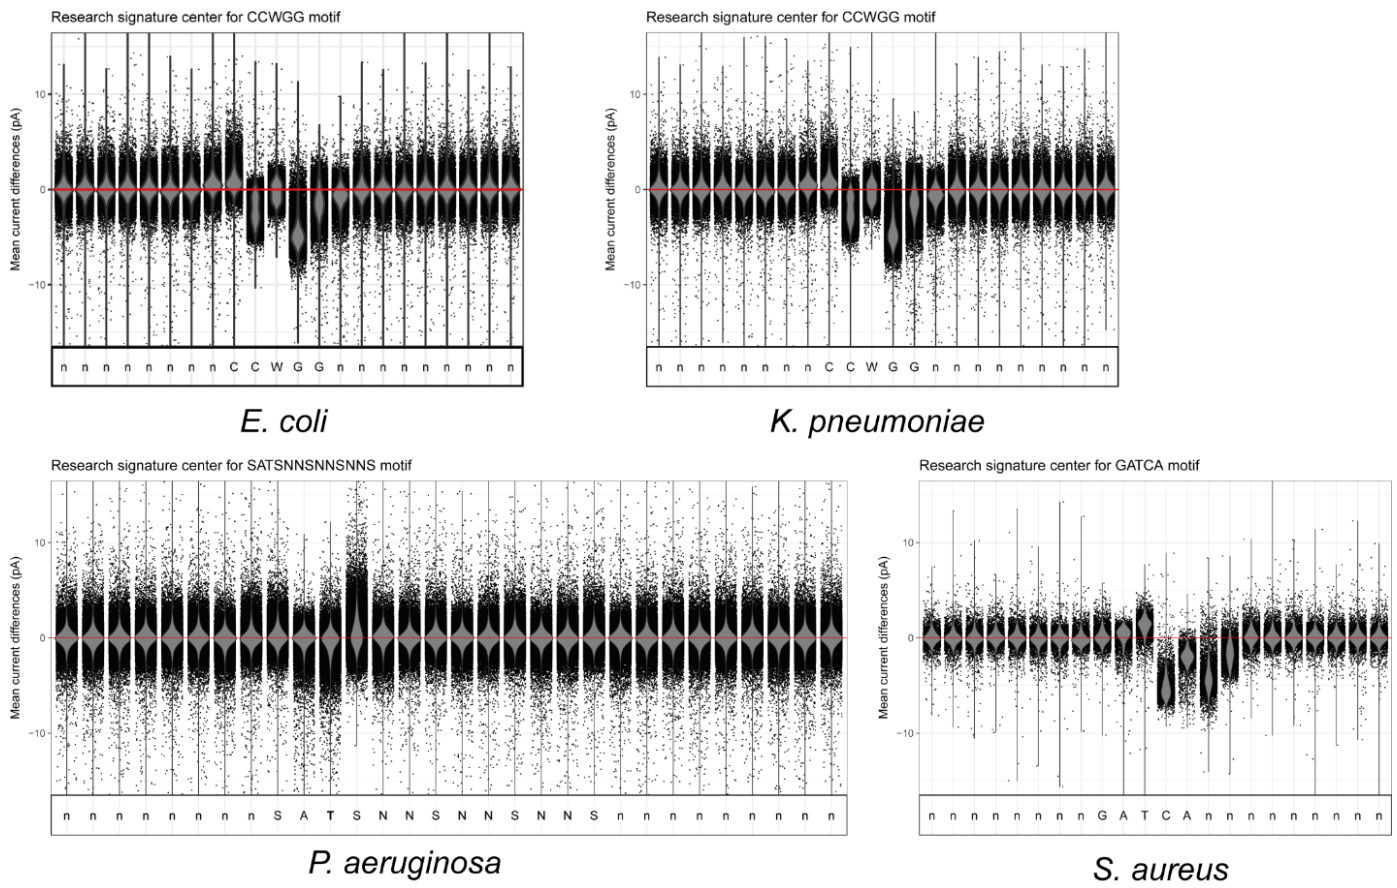 Research signature center for CCWGG motif
Mean current differences (pA)
10
0
−10
n n n n n n n n C C W G G n n n n n n n n n
E. coli
Research signature center for CCWGG motif
Mean current differences (pA)
10
0
−10
n n n n n n n n C C W G G n n n n n n n n n
K. pneumoniae
Research signature center for SATSNNSNNSNNS motif
Mean current differences (pA)
10
0
−10
n n n n n n n n S A T S N N S N N S N N S n n n n n n n n n
P. aeruginosa
Research signature center for GATCA motif
Mean current differences (pA)
10
0
−10
n n n n n n n n G A T C A n n n n n n n n n
S. aureus